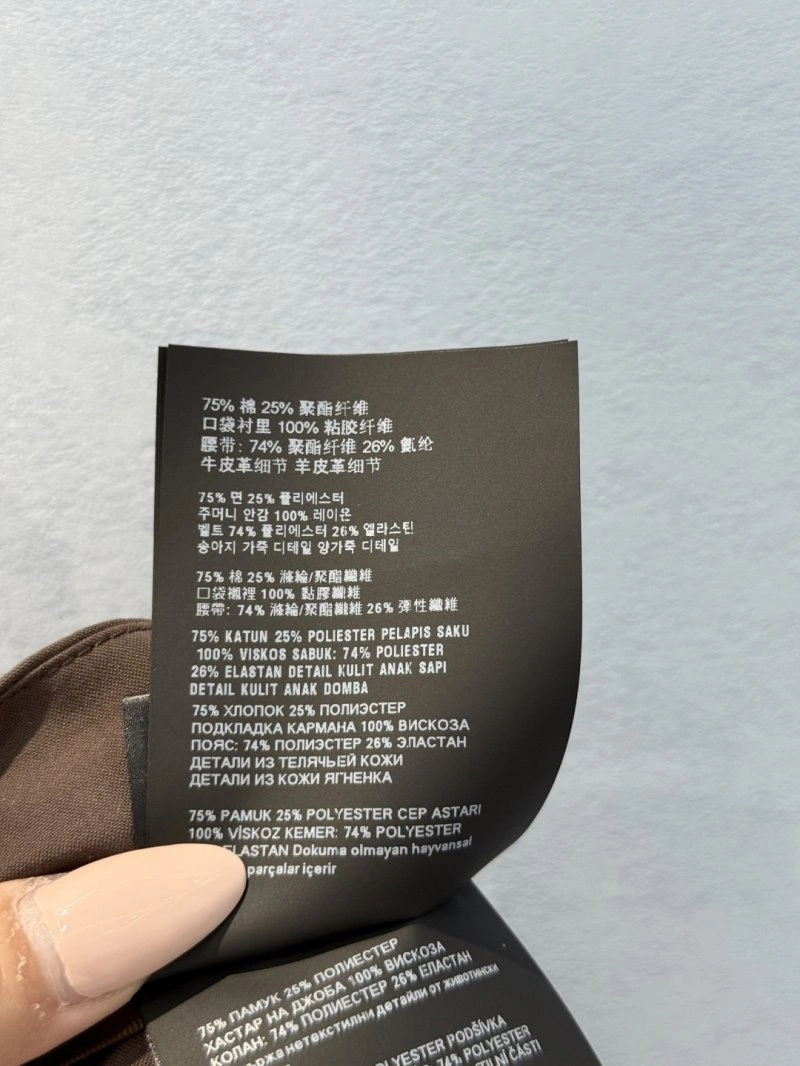 75% 棉 25% 聚酯纤维
口袋衬里 100% 粘胶纤维
腰带: 74% 聚酯纤维 26% 氨纶
牛皮革细节 羊皮革细节
75% 면 25% 폴리에스터
주머니 안감 100% 레이온
벨트 74% 폴리에스터 26% 엘라스틴
송아지 가죽 디테일 양가죽 디테일
75% 棉 25% 滌綸/聚酯纖維
口袋襯裡 100% 黏膠纖維
腰帶: 74% 滌綸/聚酯纖維 26% 彈性纖維
75% KATUN 25% POLIESTER PELAPIS SAKU
100% VISKOS SABUK: 74% POLIESTER
26% ELASTAN DETAIL KULIT ANAK SAPI
DETAIL KULIT ANAK DOMBA
75% ХЛОПОК 25% ПОЛИЭСТЕР
ПОДКЛАДКА КАРМАНА 100% ВИСКОЗА
ПОЯС: 74% ПОЛИЭСТЕР 26% ЭЛАСТАН
ДЕТАЛИ ИЗ ТЕЛЯЧЬЕЙ КОЖИ
ДЕТАЛИ ИЗ КОЖИ ЯГНЕНКА
75% PAMUK 25% POLYESTER CEP ASTARI
100% VİSKOZ KEMER: 74% POLYESTER
ELASTAN Dokuma olmayan hayvansal
parçalar içerir
75% ПАМУК 25% ПОЛИЕСТЕР
ХАСТАР НА ДЖОБА 100% ВИСКОЗА
КОЛАН: 74% ПОЛИЕСТЕР 26% ЕЛАСТАН
нетекстилни детайли от животински
POLYESTER PODŠÍVKA
74% POLYESTER
ČÁSTI